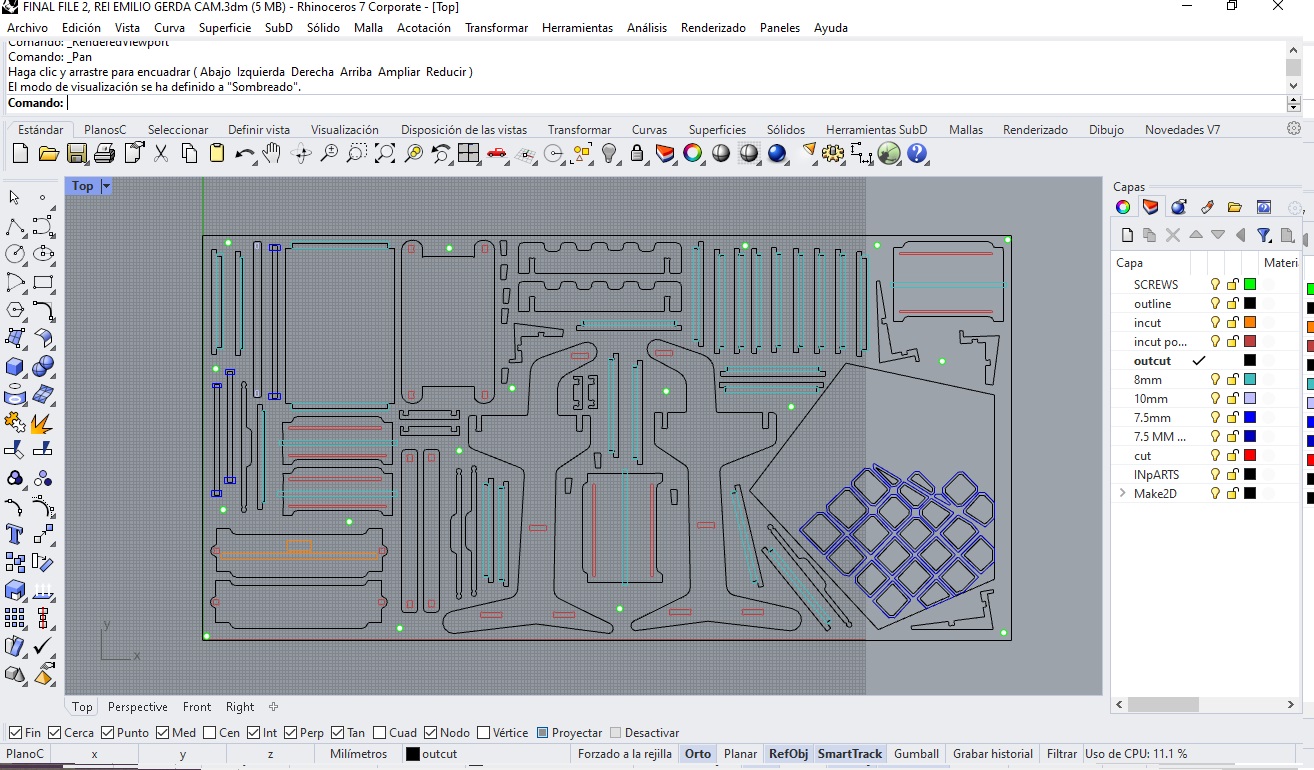 FINAL FILE 2, REI EMILIO GERDA CAM.3dm (5 MB) - Rhinoceros 7 Corporate - [Top]
Archivo Edición Vista Curva Superficie SubD Sólido Malla Acotación Transformar Herramientas Análisis Renderizado Paneles Ayuda
Comando: _RenderedViewport
Comando: _Pan
Haga clic y arrastre para encuadrar ( Abajo Izquierda Derecha Arriba Ampliar Reducir )
El modo de visualización se ha definido a "Sombreado".
Comando:
Estándar PlanosC Seleccionar Definir vista Visualización Disposición de las vistas Transformar Curvas Superficies Sólidos Herramientas SubD Mallas Renderizado Dibujo Novedades V7
Top
Capas
Capa Materi
SCREWS
outline
incut
incut po...
outcut
8mm
10mm
7.5mm
7.5 MM ...
cut
INpARTS
Make2D
y
x
Top Perspective Front Right
Fin Cerca Punto Med Cen Int Perp Tan Cuad Nodo Vértice Proyectar Desactivar
PlanoC x y z Milímetros outcut Forzado a la rejilla Orto Planar RefObj SmartTrack Gumball Grabar historial Filtrar Uso de CPU: 11.1 %